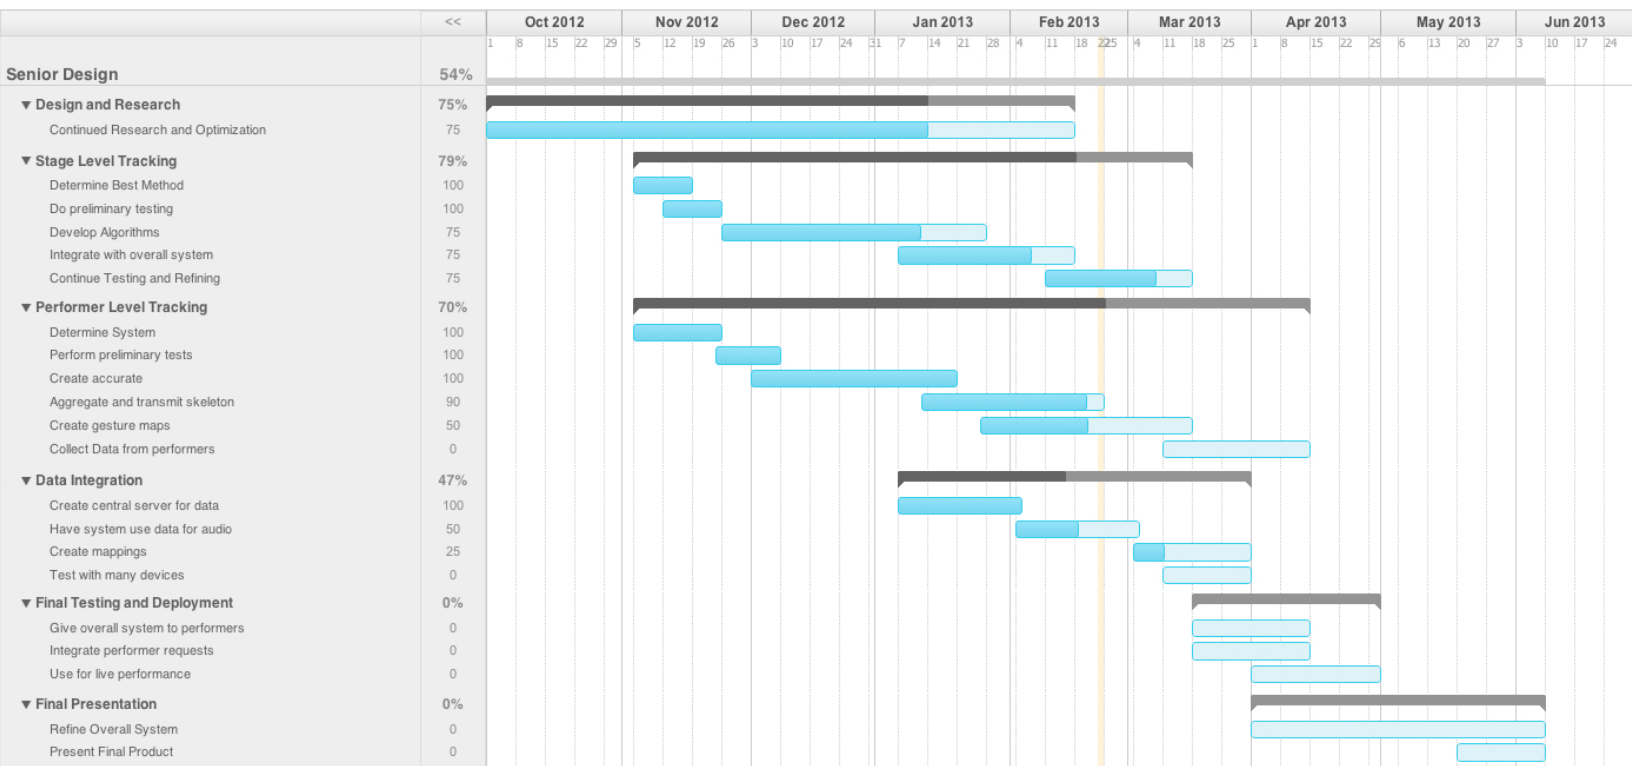 << Oct 2012 Nov 2012 Dec 2012 Jan 2013 Feb 2013 Mar 2013 Apr 2013 May 2013 Jun 2013
1 8 15 22 29 5 12 19 26 3 10 17 24 31 7 14 21 28 4 11 18 22 25 4 11 18 25 1 8 15 22 29 6 13 20 27 3 10 17 24
Senior Design 54%
Design and Research 75%
Continued Research and Optimization 75
Stage Level Tracking 79%
Determine Best Method 100
Do preliminary testing 100
Develop Algorithms 75
Integrate with overall system 75
Continue Testing and Refining 75
Performer Level Tracking 70%
Determine System 100
Perform preliminary tests 100
Create accurate 100
Aggregate and transmit skeleton 90
Create gesture maps 50
Collect Data from performers 0
Data Integration 47%
Create central server for data 100
Have system use data for audio 50
Create mappings 25
Test with many devices 0
Final Testing and Deployment 0%
Give overall system to performers 0
Integrate performer requests 0
Use for live performance 0
Final Presentation 0%
Refine Overall System 0
Present Final Product 0